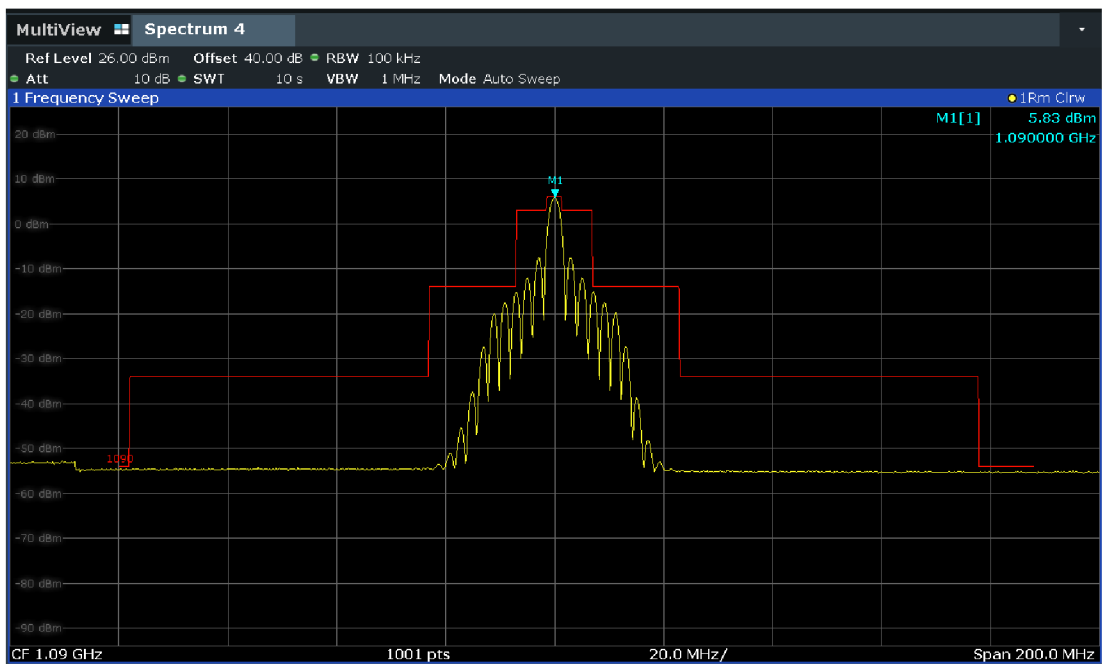 MultiView Spectrum 4
Ref Level 26.00 dBm Offset 40.00 dB RBW 100 kHz
Att 10 dB SWT 10 s VBW 1 MHz Mode Auto Sweep
1 Frequency Sweep 1Rm Clrw
M1[1] 5.83 dBm
1.090000 GHz
20 dBm
10 dBm
M1
0 dBm
-10 dBm
-20 dBm
-30 dBm
-40 dBm
-50 dBm
1090
-60 dBm
-70 dBm
-80 dBm
-90 dBm
CF 1.09 GHz 1001 pts 20.0 MHz/ Span 200.0 MHz